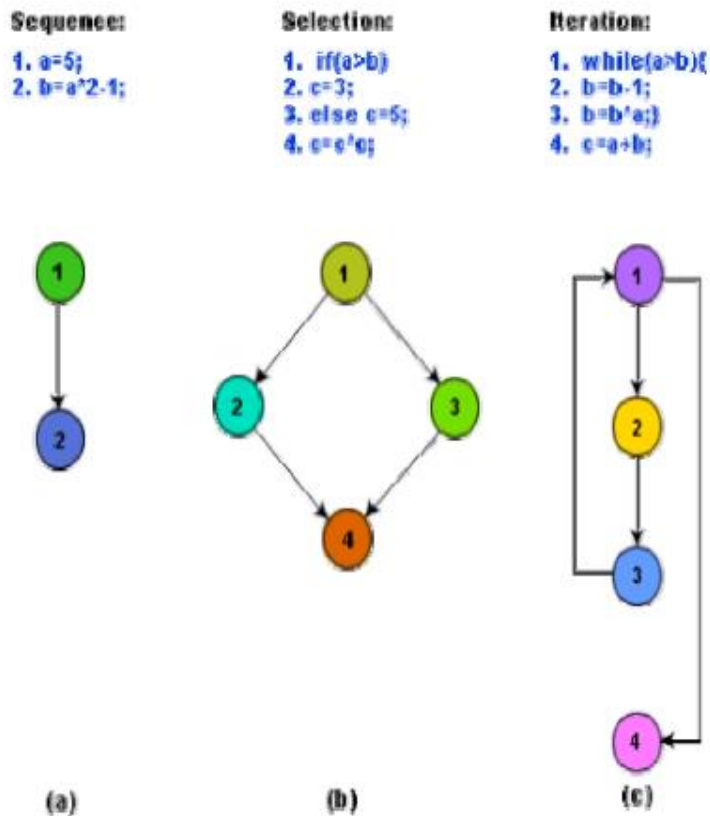 Sequence:
1. a=5;
2. b=a*2-1;
Selection:
1. if(a>b)
2. c=3;
3. else c=5;
4. c=c*c;
Iteration:
1. while(a>b){
2. b=b-1;
3. b=b*a;}
4. c=a+b;
1
2
(a)
1
2
3
4
(b)
1
2
3
4
(c)